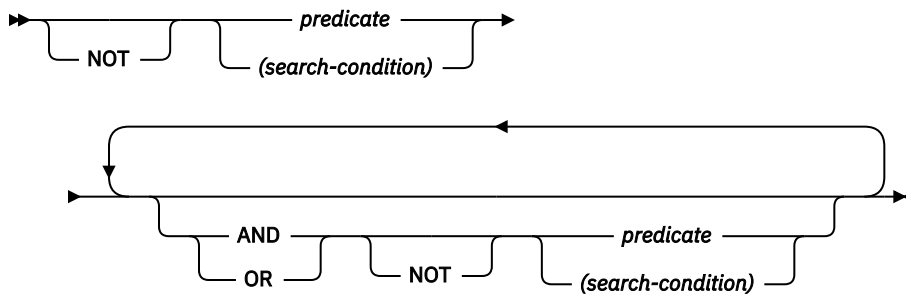 predicate
NOT
(search-condition)
AND
predicate
OR
NOT
(search-condition)